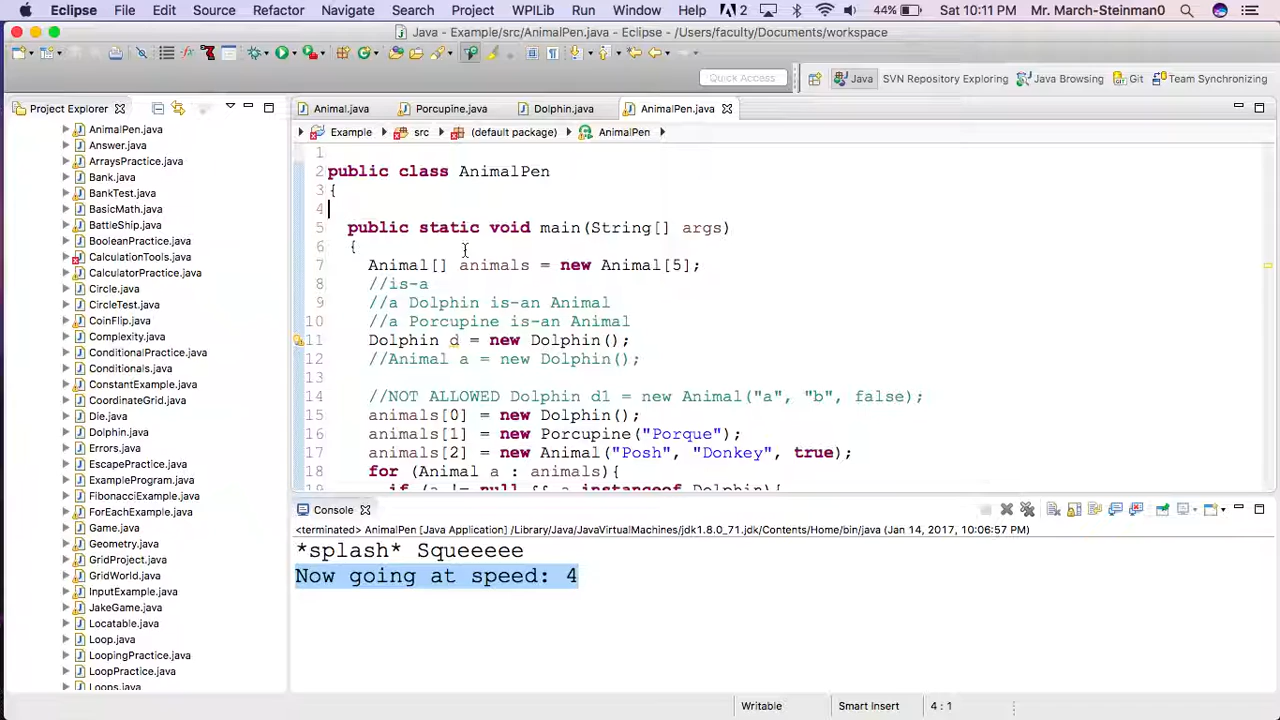 Eclipse File Edit Source Refactor Navigate Search Project WPILib Run Window Help 2 44% Sat 10:11 PM Mr. March-Steinman0
Java - Example/src/AnimalPen.java - Eclipse - /Users/faculty/Documents/workspace
Quick Access Java SVN Repository Exploring Java Browsing Git Team Synchronizing
Project Explorer
AnimalPen.java
Answer.java
ArraysPractice.java
Bank.java
BankTest.java
BasicMath.java
BattleShip.java
BooleanPractice.java
CalculationTools.java
CalculatorPractice.java
Circle.java
CircleTest.java
CoinFlip.java
Complexity.java
ConditionalPractice.java
Conditionals.java
ConstantExample.java
CoordinateGrid.java
Die.java
Dolphin.java
Errors.java
EscapePractice.java
ExampleProgram.java
FibonacciExample.java
ForEachExample.java
Game.java
Geometry.java
GridProject.java
GridWorld.java
InputExample.java
JakeGame.java
Locatable.java
Loop.java
LoopingPractice.java
LoopPractice.java
Loops.java
Animal.java Porcupine.java Dolphin.java AnimalPen.java
Example src (default package) AnimalPen
1
2 public class AnimalPen
3 {
4
5 public static void main(String[] args)
6 {
7 Animal[] animals = new Animal[5];
8 //is-a
9 //a Dolphin is-an Animal
10 //a Porcupine is-an Animal
11 Dolphin d = new Dolphin();
12 //Animal a = new Dolphin();
13
14 //NOT ALLOWED Dolphin d1 = new Animal("a", "b", false);
15 animals[0] = new Dolphin();
16 animals[1] = new Porcupine("Porque");
17 animals[2] = new Animal("Posh", "Donkey", true);
18 for (Animal a : animals){
19 if (a != null && a instanceof Dolphin){
Console
<terminated> AnimalPen [Java Application] /Library/Java/JavaVirtualMachines/jdk1.8.0_71.jdk/Contents/Home/bin/java (Jan 14, 2017, 10:06:57 PM)
*splash* Squeeeee
Now going at speed: 4
Writable Smart Insert 4 : 1